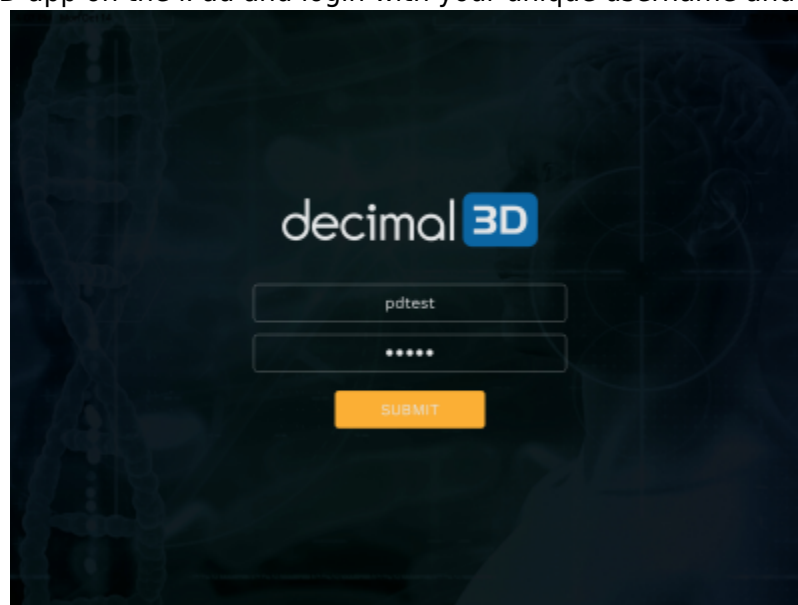 app on the iPad and login with your unique username and
decimal 3D
pdtest
•••••
SUBMIT